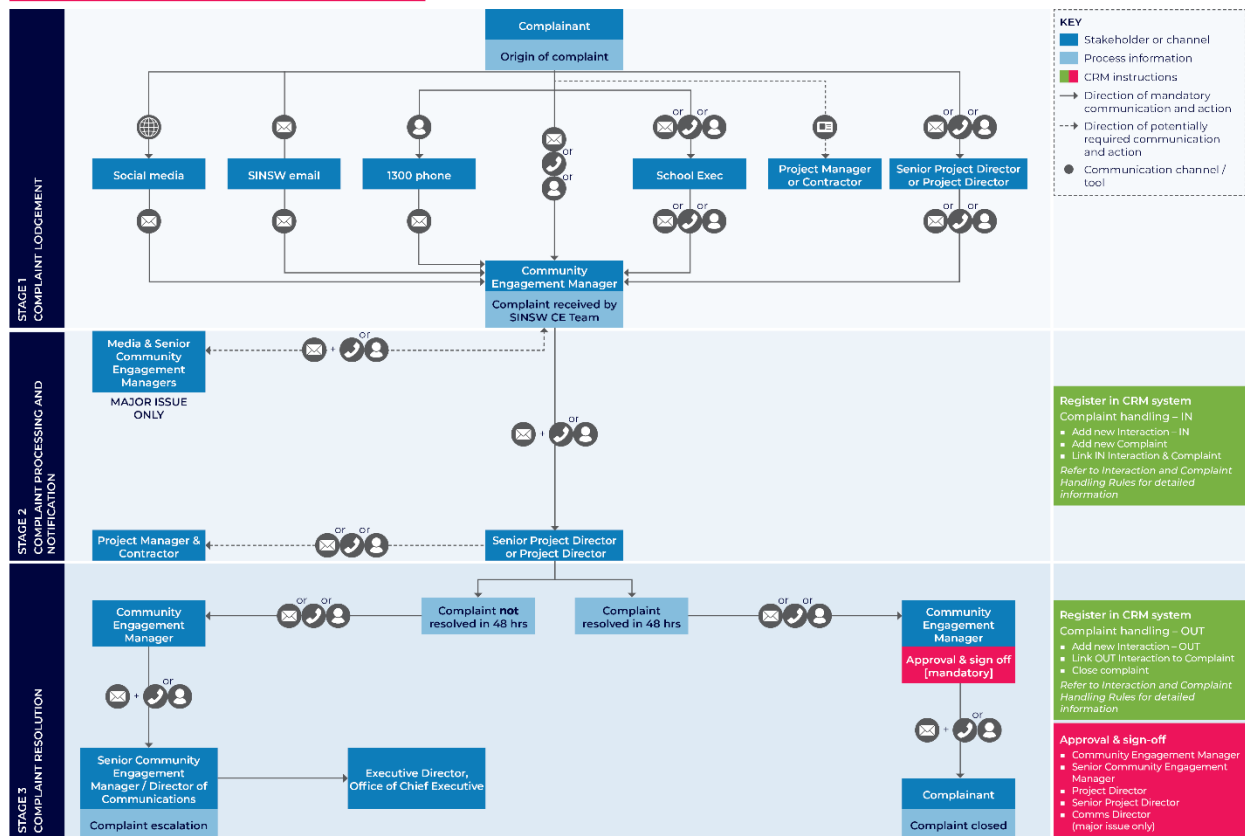 Complainant
Origin of complaint
or or
or or
or
or
Social media
SINSW email
1300 phone
School Exec
Project Manager
or Contractor
Senior Project Director
or Project Director
or or
or or
Community
Engagement Manager
Complaint received by
SINSW CE Team
STAGE 1
COMPLAINT LODGEMENT
KEY
Stakeholder or channel
Process information
CRM instructions
Direction of mandatory
communication and action
Direction of potentially
required communication
and action
Communication channel /
tool
Media & Senior
Community
Engagement
Managers
MAJOR ISSUE
ONLY
+
or
+
or
Project Manager &
Contractor
or or
Senior Project Director
or Project Director
STAGE 2
COMPLAINT PROCESSING AND
NOTIFICATION
Register in CRM system
Complaint handling – IN
▪ Add new Interaction – IN
▪ Add new Complaint
▪ Link IN Interaction & Complaint
Refer to Interaction and Complaint
Handling Rules for detailed
information
Community
Engagement
Manager
or or
Complaint not
resolved in 48 hrs
Complaint
resolved in 48 hrs
or or
Community
Engagement
Manager
Approval & sign off
[mandatory]
+
or
+
or
Senior Community
Engagement
Manager / Director of
Communications
Complaint escalation
Executive Director,
Office of Chief Executive
Complainant
Complaint closed
STAGE 3
COMPLAINT RESOLUTION
Register in CRM system
Complaint handling – OUT
▪ Add new Interaction – OUT
▪ Link OUT Interaction to Complaint
▪ Close complaint
Refer to Interaction and Complaint
Handling Rules for detailed
information
Approval & sign-off
▪ Community Engagement Manager
▪ Senior Community Engagement
Manager
▪ Project Director
▪ Senior Project Director
▪ Comms Director
(major issue only)